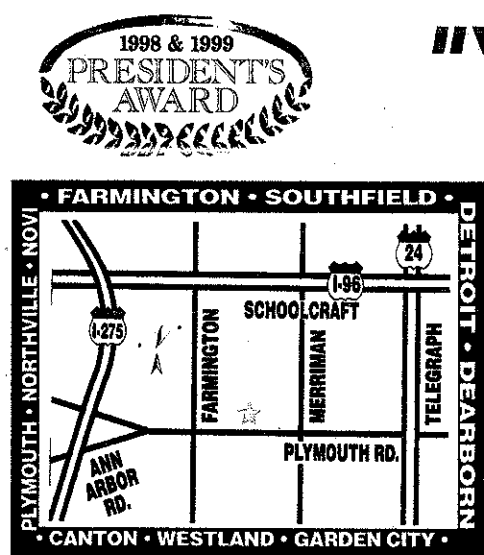 1998 & 1999
PRESIDENT'S
AWARD
• FARMINGTON • SOUTHFIELD •
PLYMOUTH • NORTHVILLE • NOVI
DETROIT • DEARBORN
24
I-96
SCHOOLCRAFT
I-275
N
FARMINGTON
MERRIMAN
TELEGRAPH
PLYMOUTH RD.
ANN
ARBOR
RD.
• CANTON • WESTLAND • GARDEN CITY •